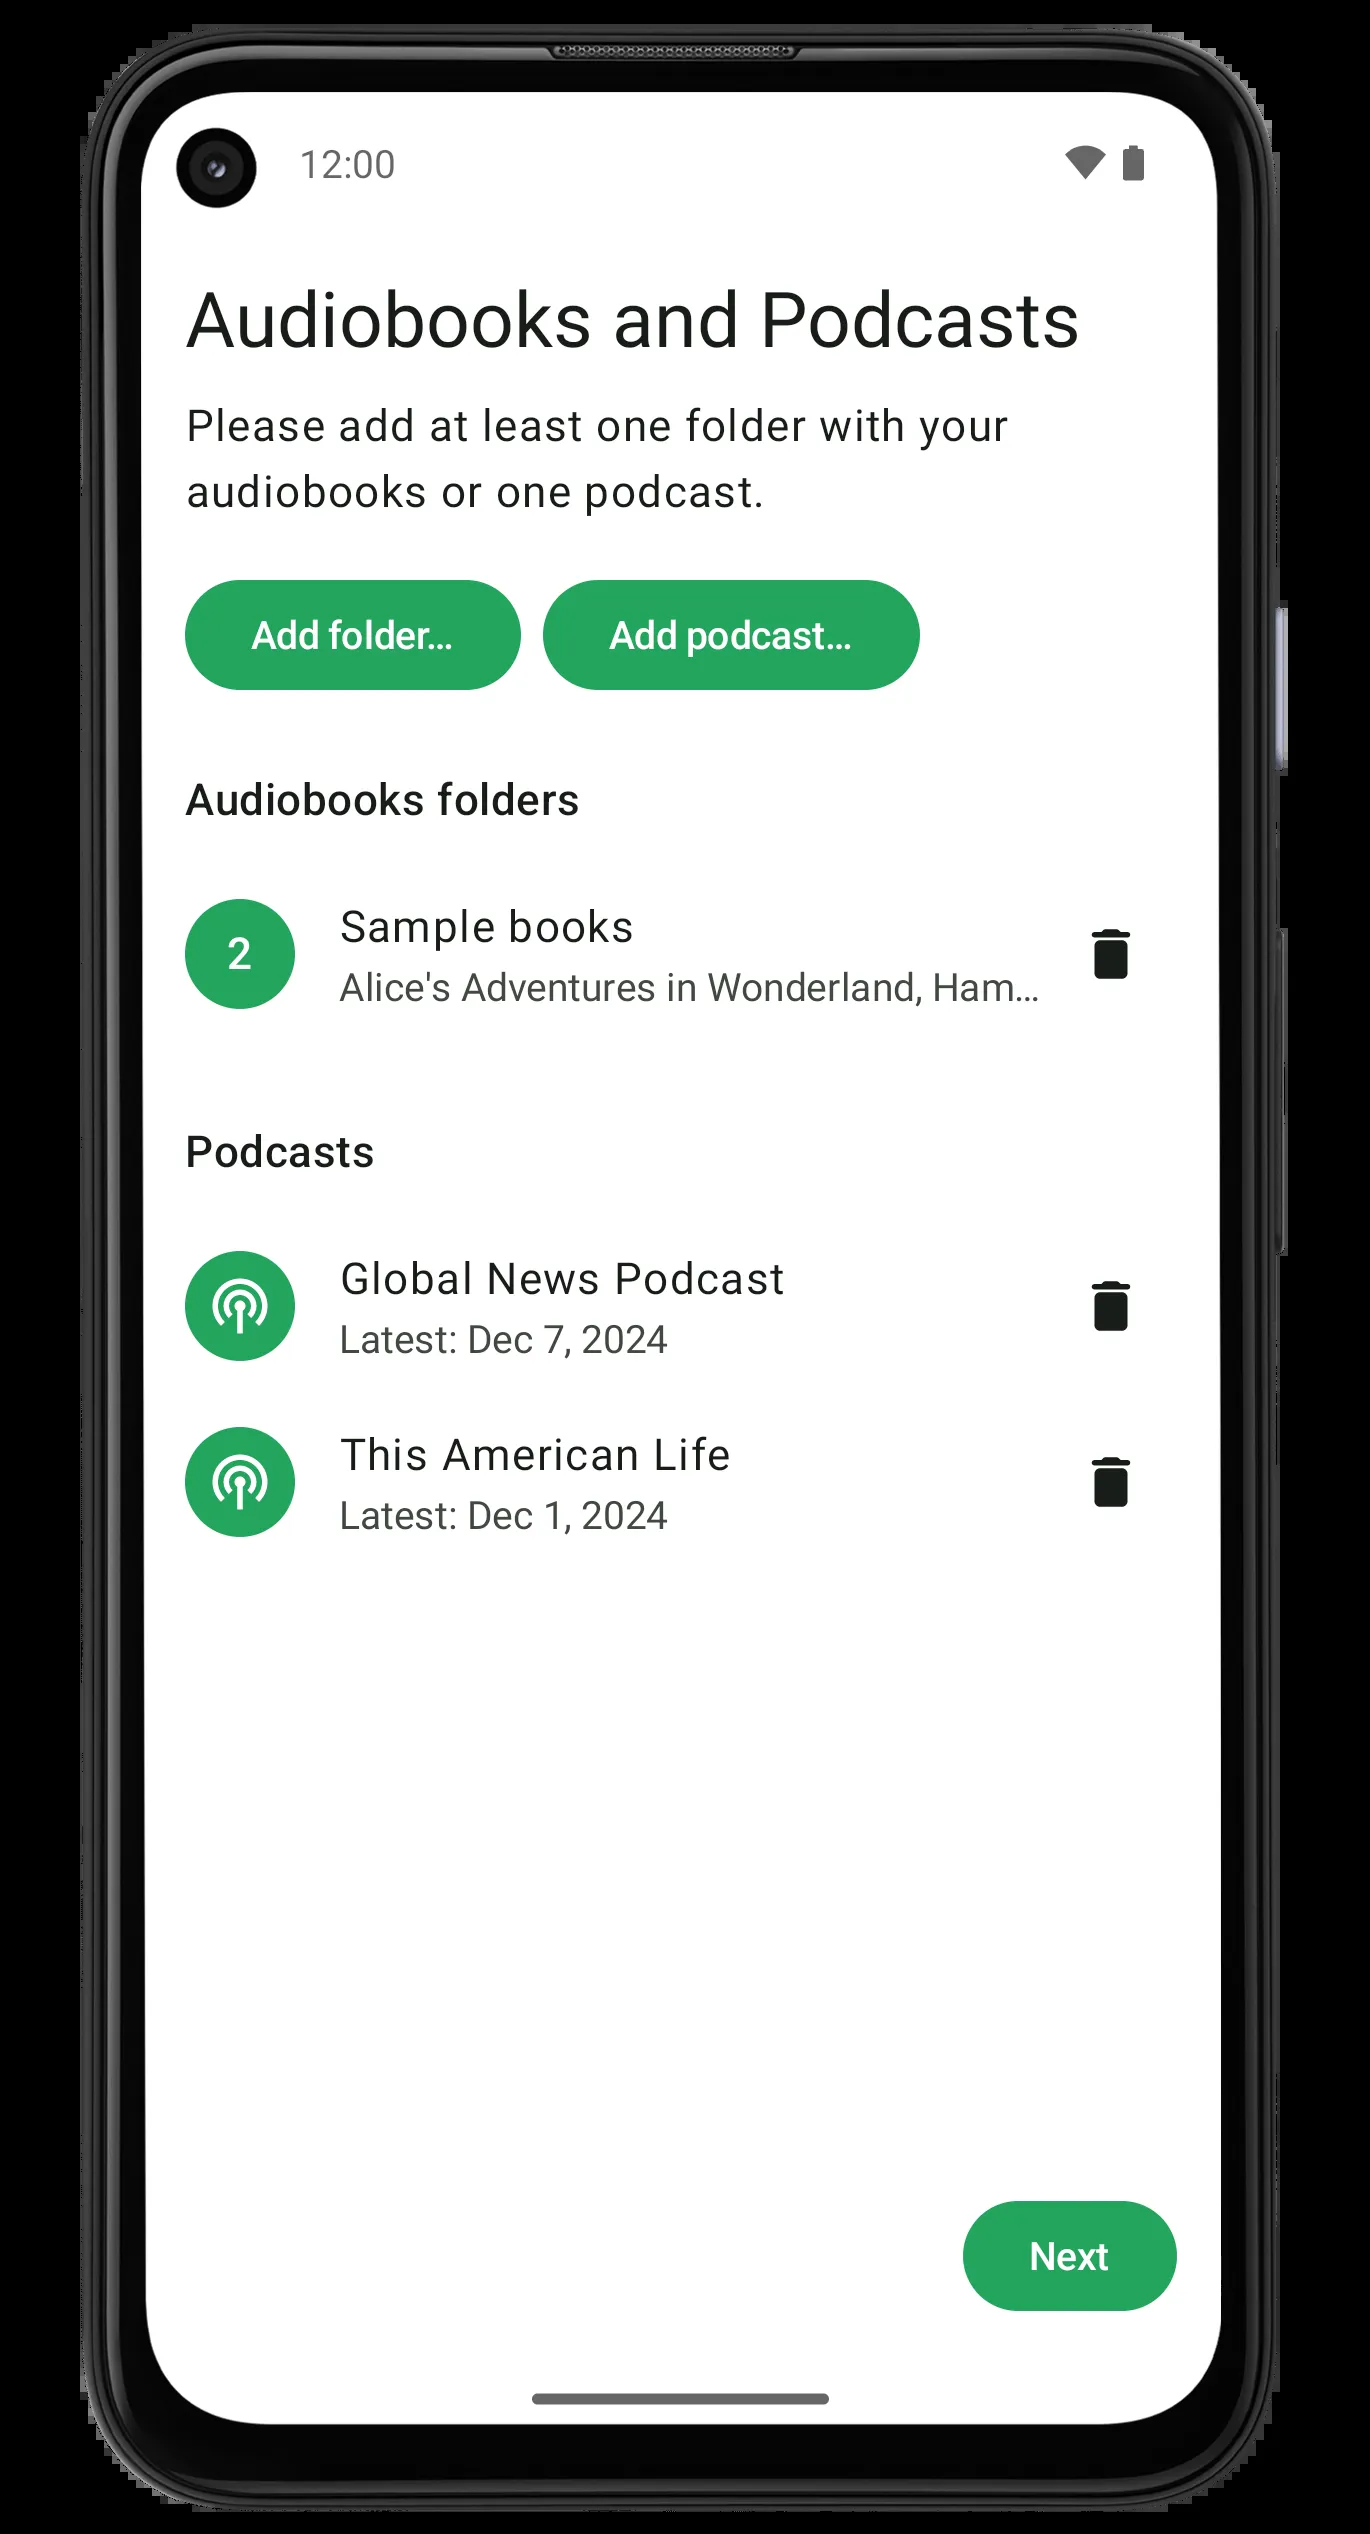 12:00
Audiobooks and Podcasts
Please add at least one folder with your
audiobooks or one podcast.
Add folder…
Add podcast…
Audiobooks folders
2
Sample books
Alice's Adventures in Wonderland, Ham…
Podcasts
Global News Podcast
Latest: Dec 7, 2024
This American Life
Latest: Dec 1, 2024
Next